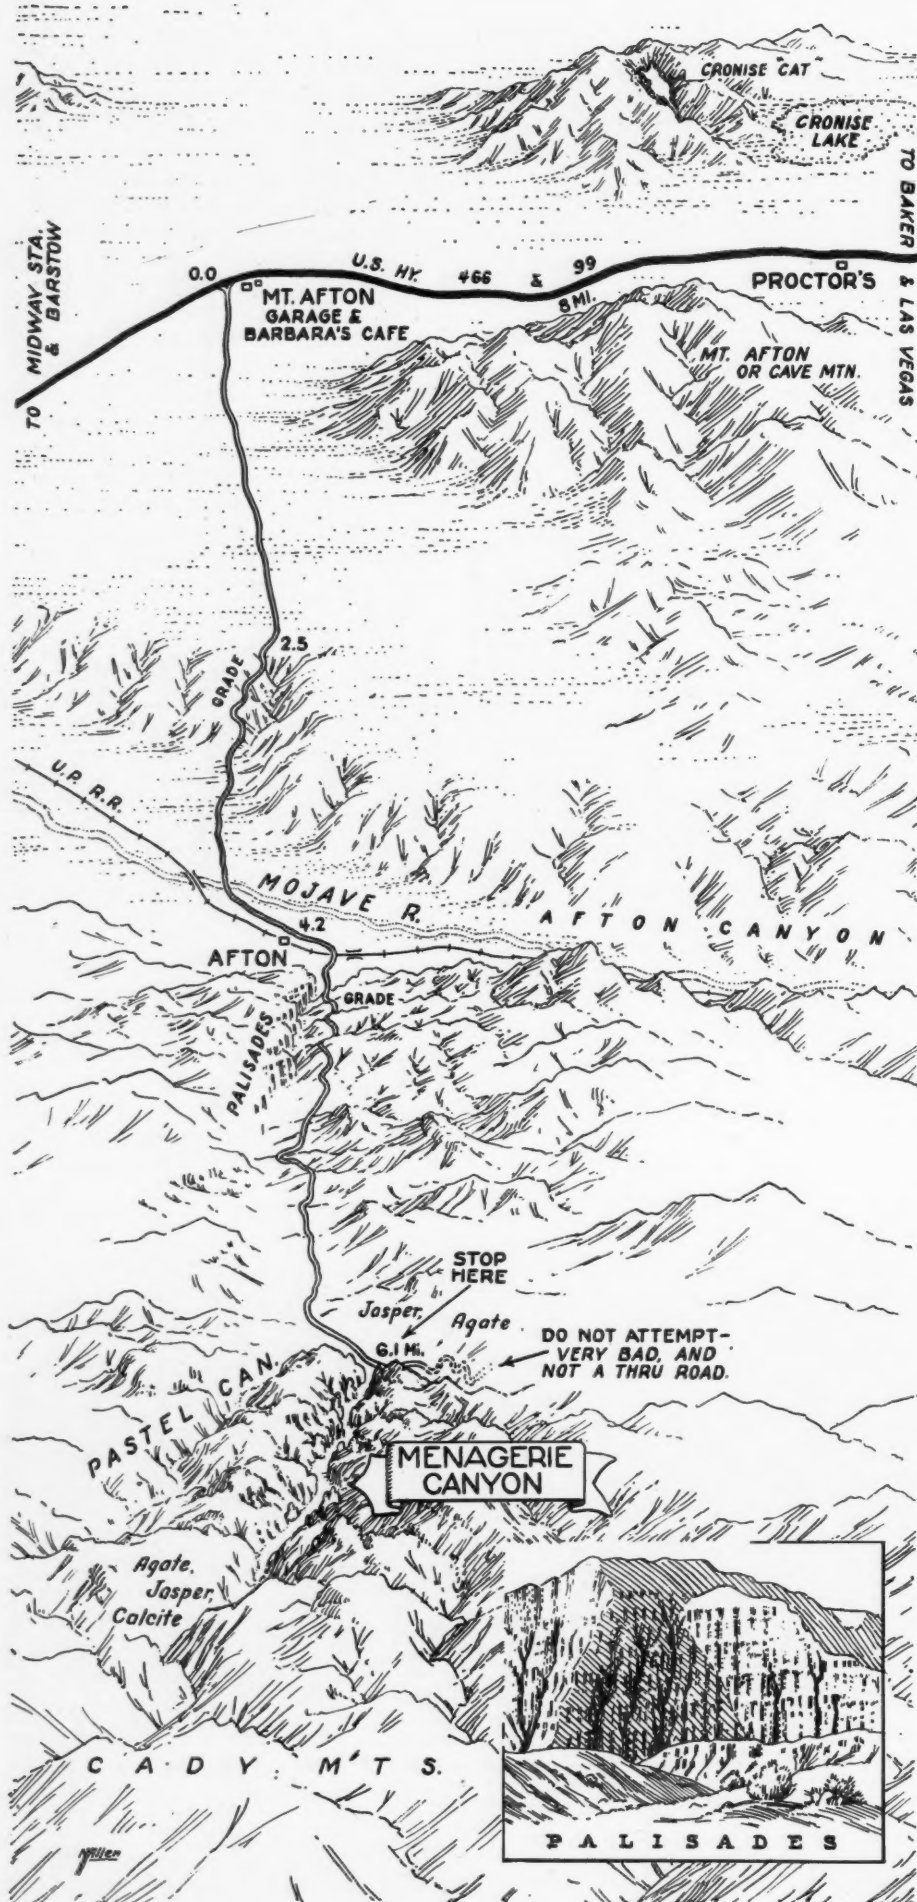 CRONISE "CAT"
CRONISE
LAKE
TO BAKER & LAS VEGAS
TO MIDWAY STA.
& BARSTOW
0.0
U.S. HY. 466 & 99
8 MI.
PROCTOR'S
MT. AFTON
GARAGE &
BARBARA'S CAFE
MT. AFTON
OR CAVE MTN.
2.5
GRADE
U.P. R.R.
MOJAVE R.
AFTON CANYON
4.2
AFTON
GRADE
PALISADES
STOP
HERE
Jasper,
Agate
6.1 Mi.
DO NOT ATTEMPT-
VERY BAD, AND
NOT A THRU ROAD.
PASTEL CAN.
MENAGERIE
CANYON
Agate,
Jasper,
Calcite
CADY M'TS.
PALISADES